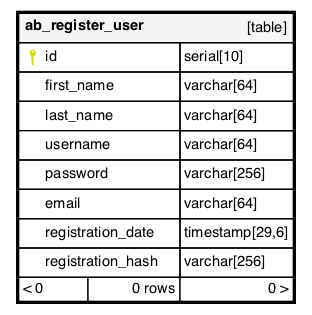 ab_register_user [table]
id serial[10]
first_name varchar[64]
last_name varchar[64]
username varchar[64]
password varchar[256]
email varchar[64]
registration_date timestamp[29,6]
registration_hash varchar[256]
< 0 0 rows 0 >